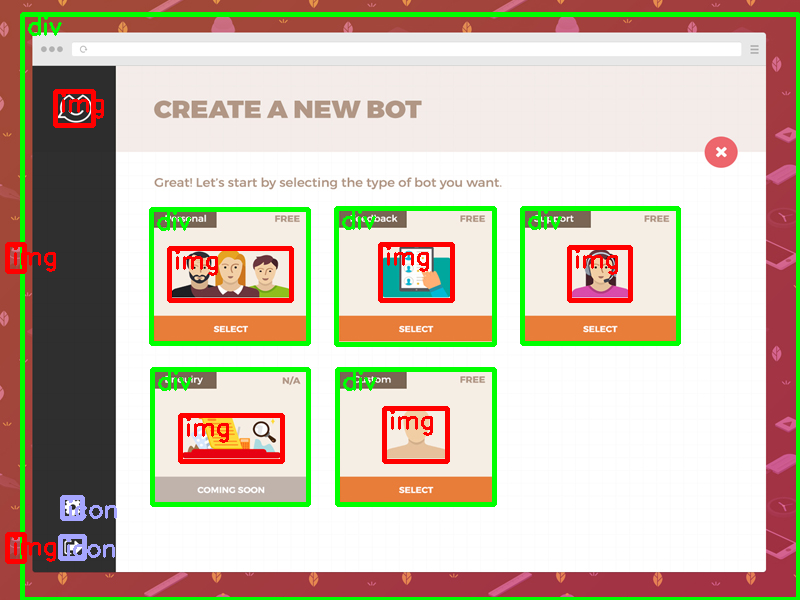 div
img
CREATE A NEW BOT
Great! Let's start by selecting the type of bot you want.
div
Personal
FREE
img
SELECT
div
Feedback
FREE
img
SELECT
div
Support
FREE
img
SELECT
img
div
Enquiry
N/A
img
COMING SOON
div
Custom
FREE
img
SELECT
icon
img
icon